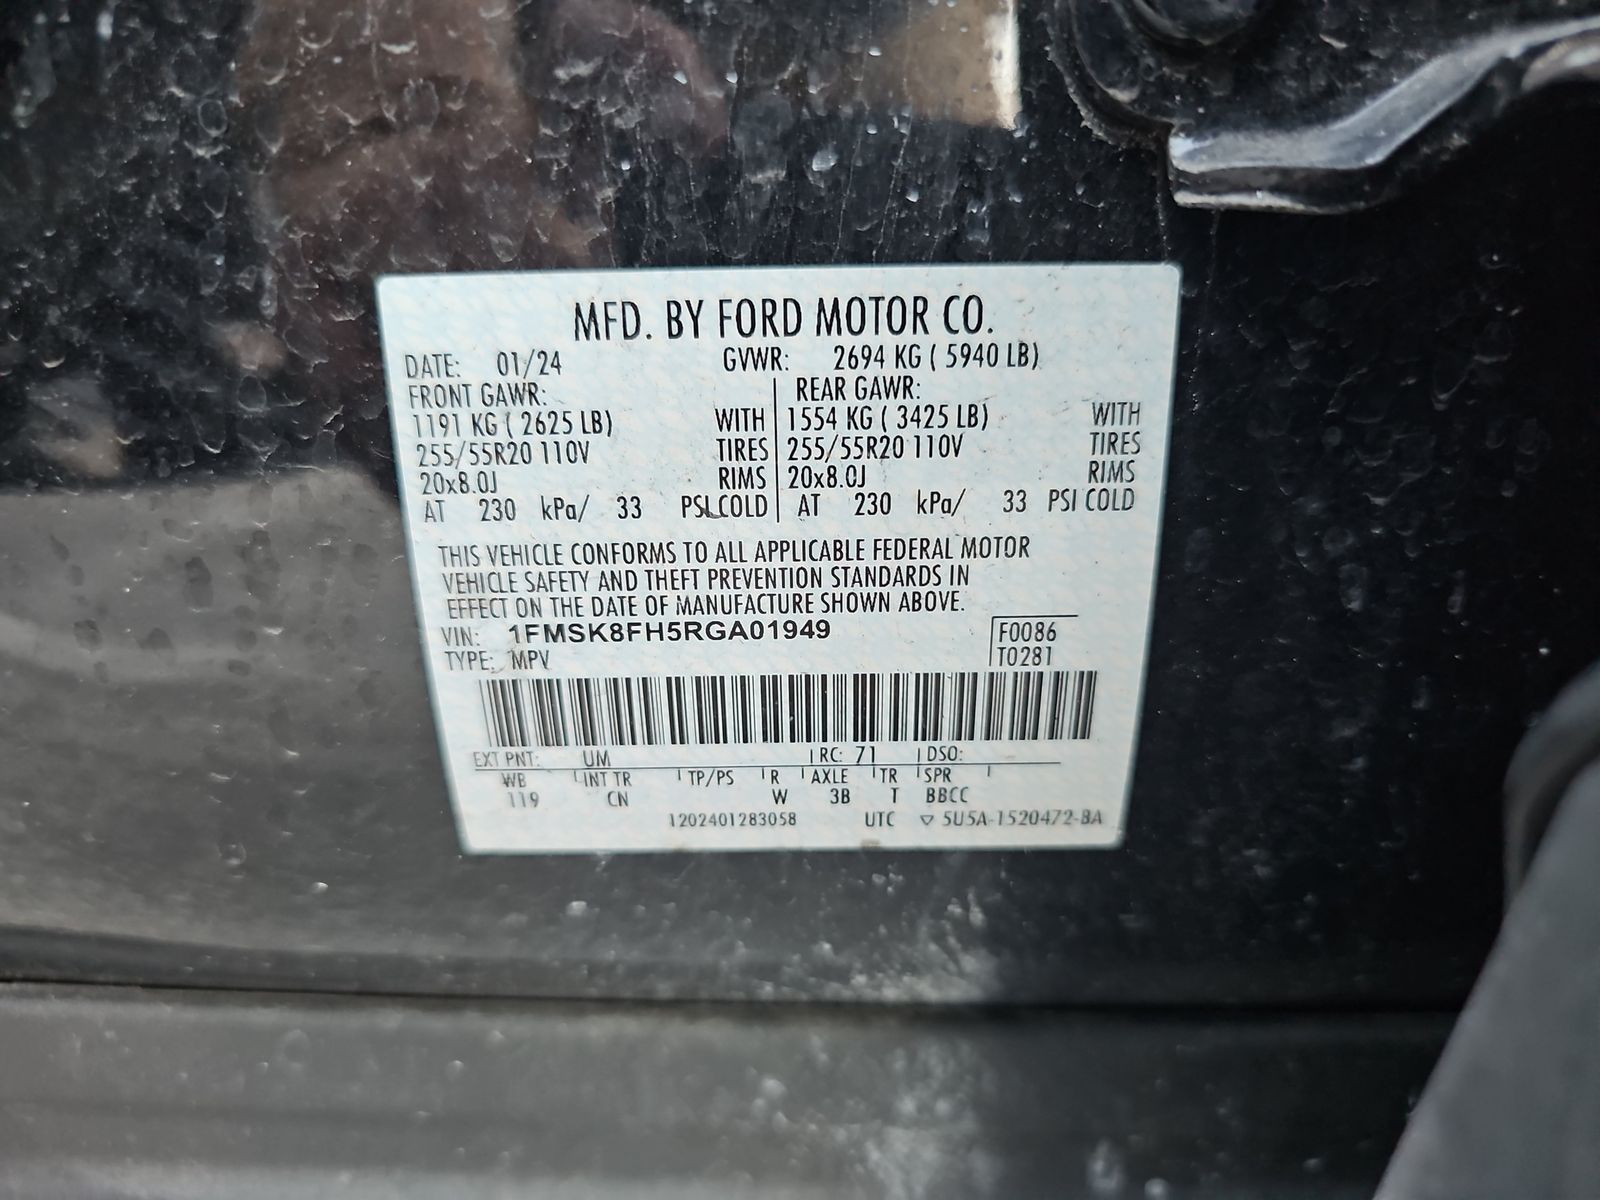 MFD. BY FORD MOTOR CO.
DATE: 01/24 GVWR: 2694 KG ( 5940 LB)
FRONT GAWR: REAR GAWR:
1191 KG ( 2625 LB) WITH 1554 KG ( 3425 LB) WITH
255/55R20 110V TIRES 255/55R20 110V TIRES
20x8.0J RIMS 20x8.0J RIMS
AT 230 kPa/ 33 PSI COLD AT 230 kPa/ 33 PSI COLD
THIS VEHICLE CONFORMS TO ALL APPLICABLE FEDERAL MOTOR
VEHICLE SAFETY AND THEFT PREVENTION STANDARDS IN
EFFECT ON THE DATE OF MANUFACTURE SHOWN ABOVE.
VIN: 1FMSK8FH5RGA01949 F0086
TYPE: MPV T0281
EXT PNT: UM RC: 71 DSO:
WB INT TR TP/PS R AXLE TR SPR
119 CN W 3B T BBCC
1202401283058 UTC ▽ 5U5A-1520472-BA